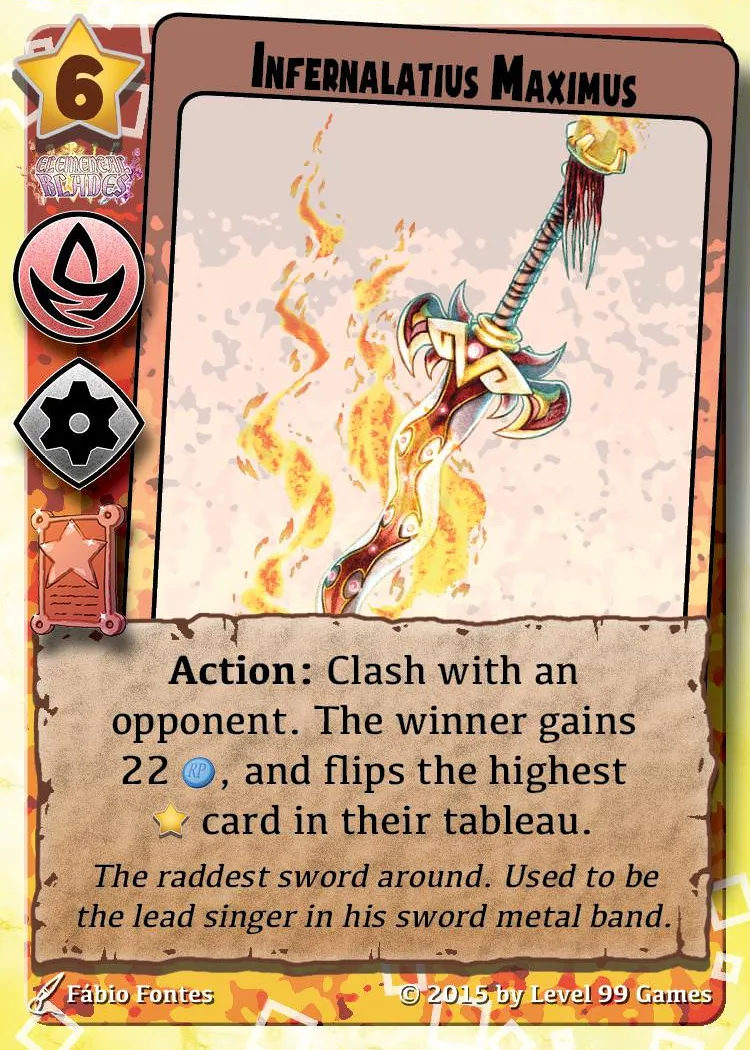 6
INFERNALATIUS MAXIMUS
ELEMENTAL
BLADES
Action: Clash with an
opponent. The winner gains
22 RP, and flips the highest
card in their tableau.
The raddest sword around. Used to be
the lead singer in his sword metal band.
Fábio Fontes
© 2015 by Level 99 Games